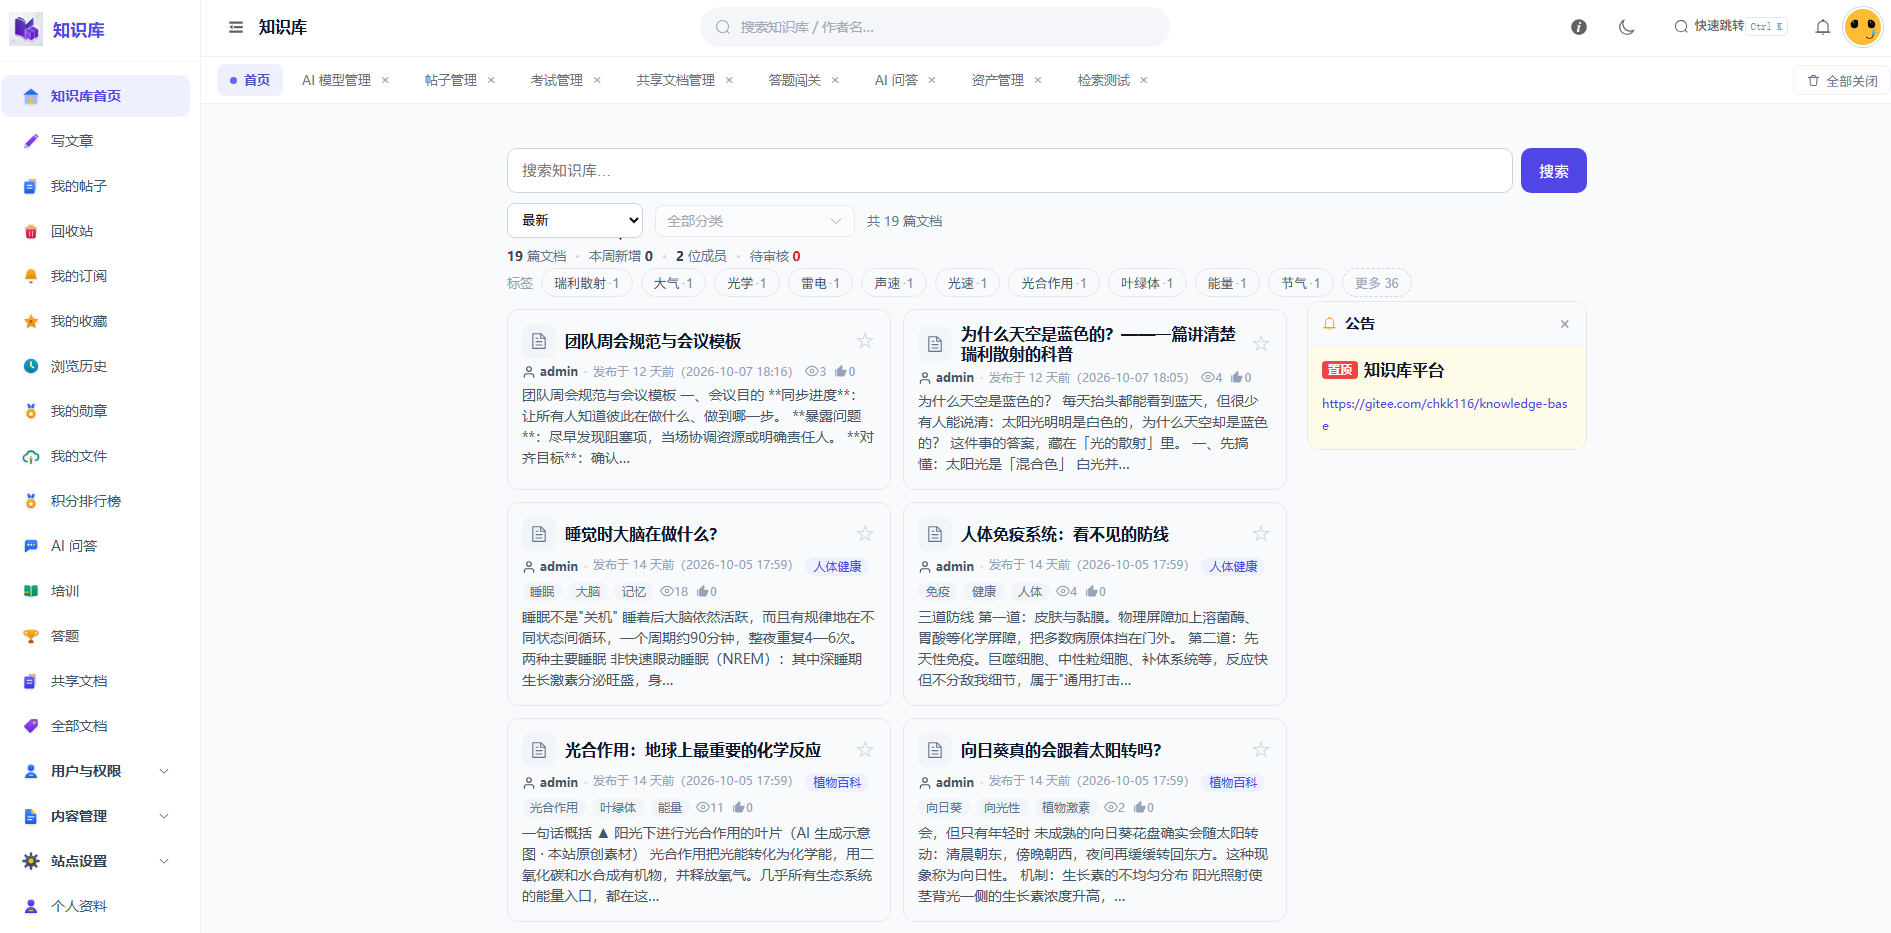 知识库
知识库首页
写文章
我的帖子
回收站
我的订阅
我的收藏
浏览历史
我的勋章
我的文件
积分排行榜
AI 问答
培训
答题
共享文档
全部文档
用户与权限
内容管理
站点设置
个人资料
知识库
搜索知识库 / 作者名...
快速跳转 Ctrl K
首页
AI 模型管理 ×
帖子管理 ×
考试管理 ×
共享文档管理 ×
答题闯关 ×
AI 问答 ×
资产管理 ×
检索测试 ×
全部关闭
搜索知识库...
搜索
最新
全部分类
共 19 篇文档
19 篇文档 · 本周新增 0 · 2 位成员 · 待审核 0
标签 瑞利散射 ·1 大气 ·1 光学 ·1 雷电 ·1 声速 ·1 光速 ·1 光合作用 ·1 叶绿体 ·1 能量 ·1 节气 ·1 更多 36
团队周会规范与会议模板
admin · 发布于 12 天前（2026-10-07 18:16） 3 0
团队周会规范与会议模板 一、会议目的 **同步进度**：
让所有人知道彼此在做什么、做到哪一步。 **暴露问题
**：尽早发现阻塞项，当场协调资源或明确责任人。 **对
齐目标**：确认...
为什么天空是蓝色的？——一篇讲清楚
瑞利散射的科普
admin · 发布于 12 天前（2026-10-07 18:05） 4 0
为什么天空是蓝色的？ 每天抬头都能看到蓝天，但很少
有人能说清：太阳光明明是白色的，为什么天空却是蓝色
的？ 这件事的答案，藏在「光的散射」里。 一、先搞
懂：太阳光是「混合色」 白光并...
睡觉时大脑在做什么？
admin · 发布于 14 天前（2026-10-05 17:59） 人体健康
睡眠 大脑 记忆 18 0
睡眠不是"关机" 睡着后大脑依然活跃，而且有规律地在不
同状态间循环，一个周期约90分钟，整夜重复4—6次。
两种主要睡眠 非快速眼动睡眠（NREM）：其中深睡期
生长激素分泌旺盛，身...
人体免疫系统：看不见的防线
admin · 发布于 14 天前（2026-10-05 17:59） 人体健康
免疫 健康 人体 4 0
三道防线 第一道：皮肤与黏膜。物理屏障加上溶菌酶、
胃酸等化学屏障，把多数病原体挡在门外。 第二道：先
天性免疫。巨噬细胞、中性粒细胞、补体系统等，反应快
但不分敌我细节，属于"通用打击...
光合作用：地球上最重要的化学反应
admin · 发布于 14 天前（2026-10-05 17:59） 植物百科
光合作用 叶绿体 能量 11 0
一句话概括 ▲ 阳光下进行光合作用的叶片（AI 生成示意
图 · 本站原创素材） 光合作用把光能转化为化学能，用二
氧化碳和水合成有机物，并释放氧气。几乎所有生态系统
的能量入口，都在这...
向日葵真的会跟着太阳转吗？
admin · 发布于 14 天前（2026-10-05 17:59） 植物百科
向日葵 向光性 植物激素 2 0
会，但只有年轻时 未成熟的向日葵花盘确实会随太阳转
动：清晨朝东，傍晚朝西，夜间再缓缓转回东方。这种现
象称为向日性。 机制：生长素的不均匀分布 阳光照射使
茎背光一侧的生长素浓度升高，...
公告 ×
置顶 知识库平台
https://gitee.com/chkk116/knowledge-bas
e